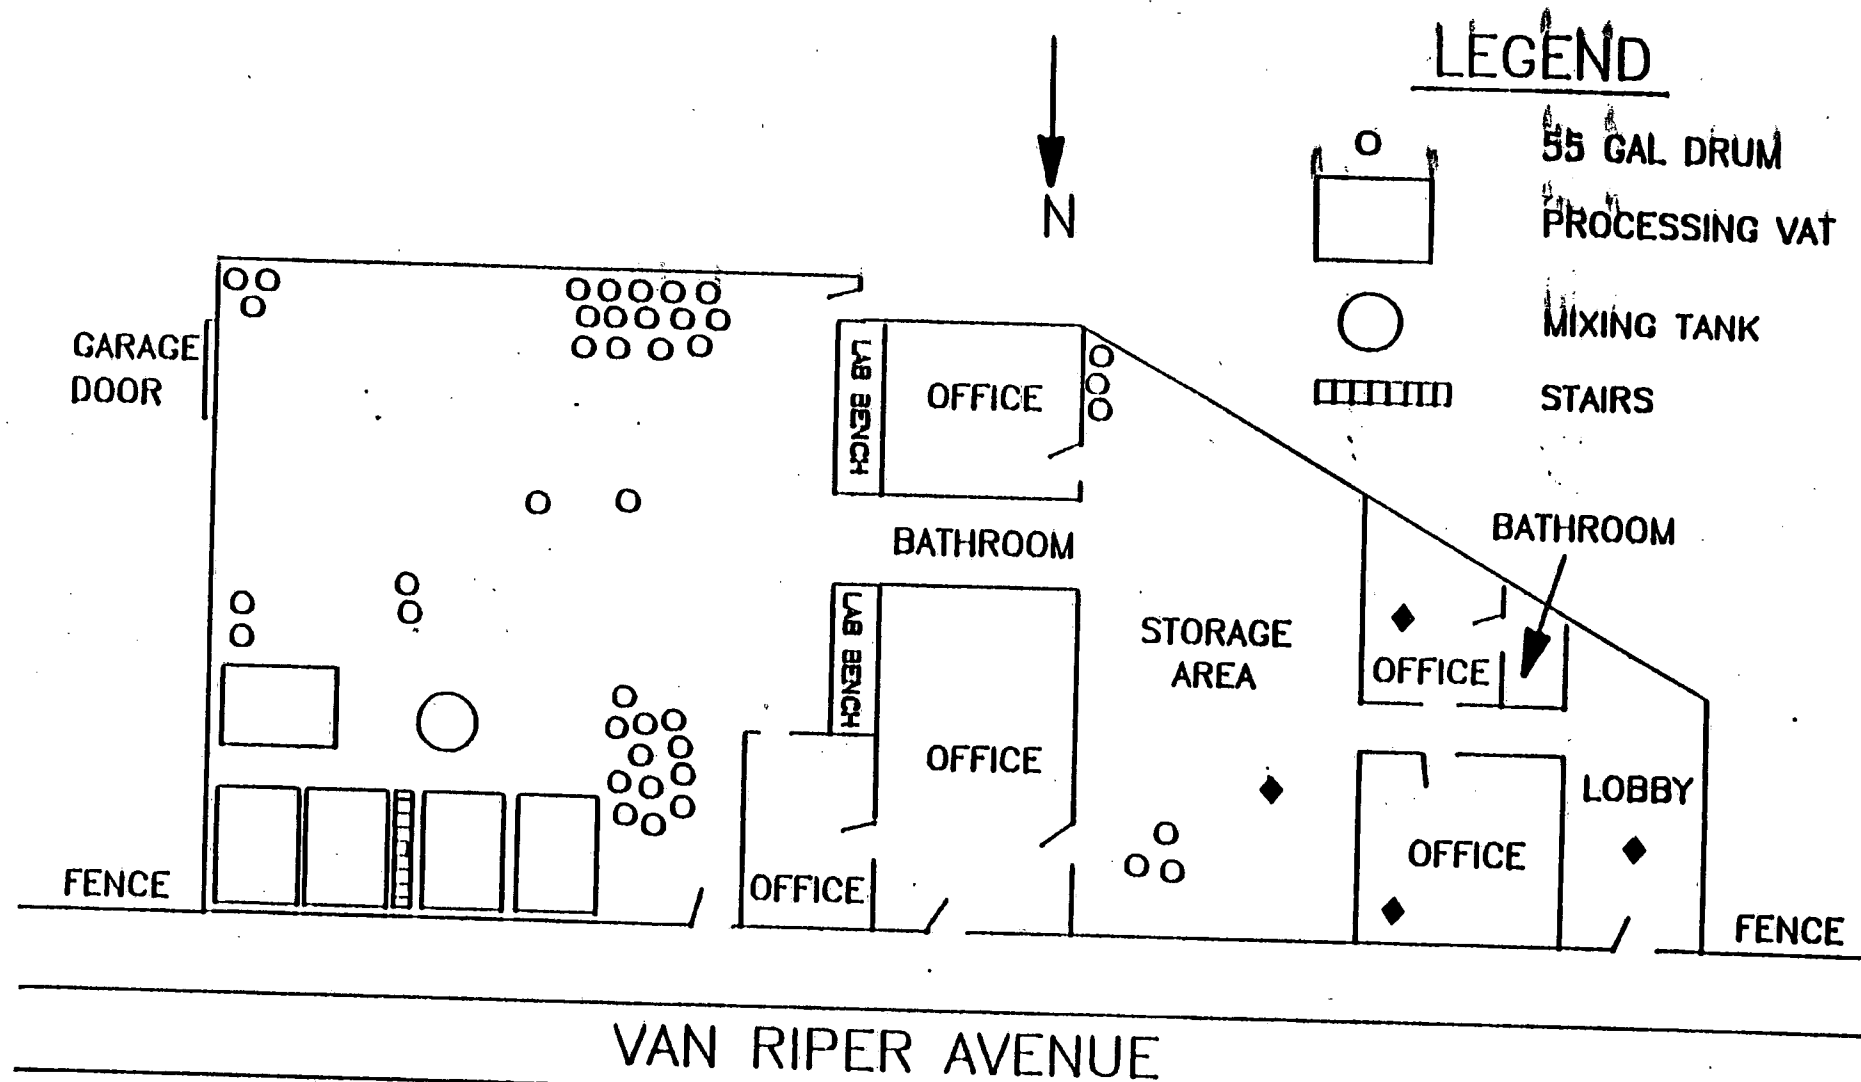 LEGEND
55 GAL DRUM
PROCESSING VAT
MIXING TANK
STAIRS
N
GARAGE
DOOR
LAB BENCH
OFFICE
BATHROOM
BATHROOM
LAB BENCH
STORAGE
AREA
OFFICE
OFFICE
LOBBY
OFFICE
OFFICE
FENCE
FENCE
VAN RIPER AVENUE